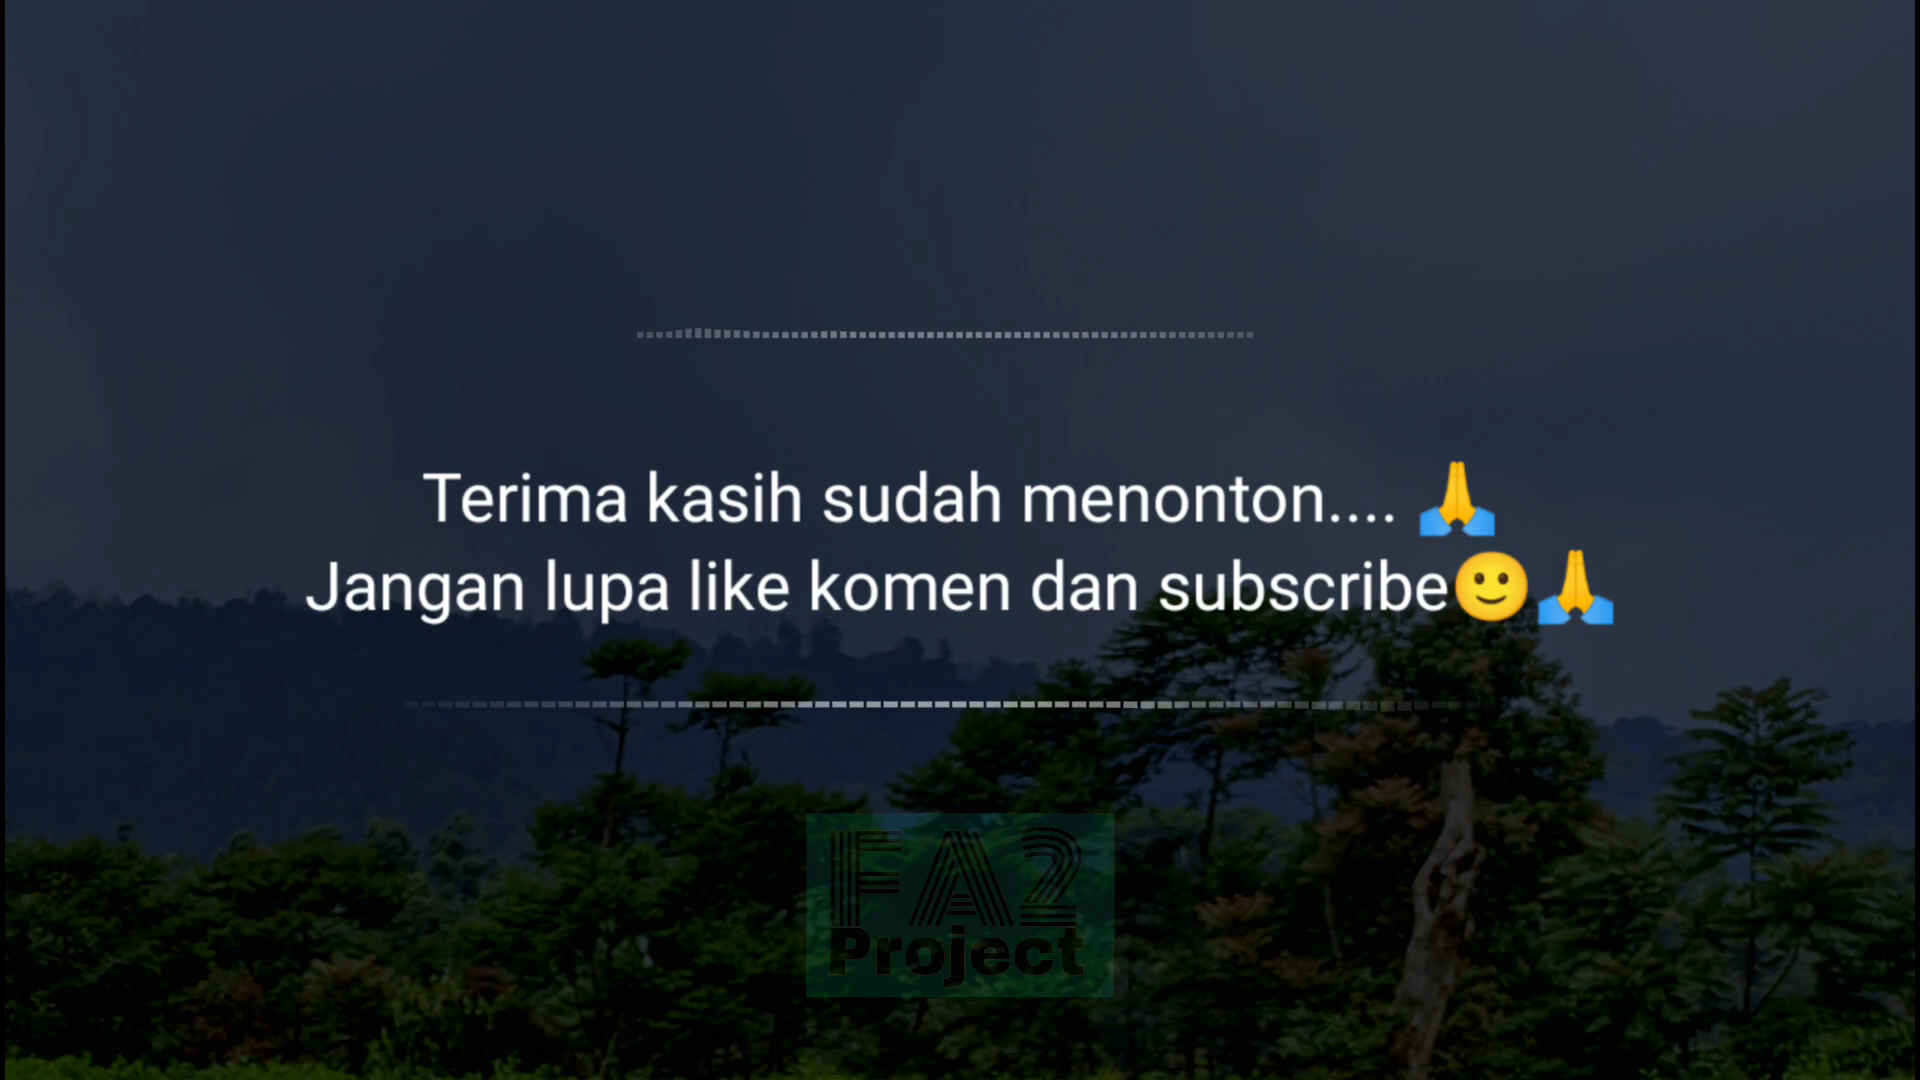 Terima kasih sudah menonton.... 🙏
Jangan lupa like komen dan subscribe🙂🙏
FA2
Project